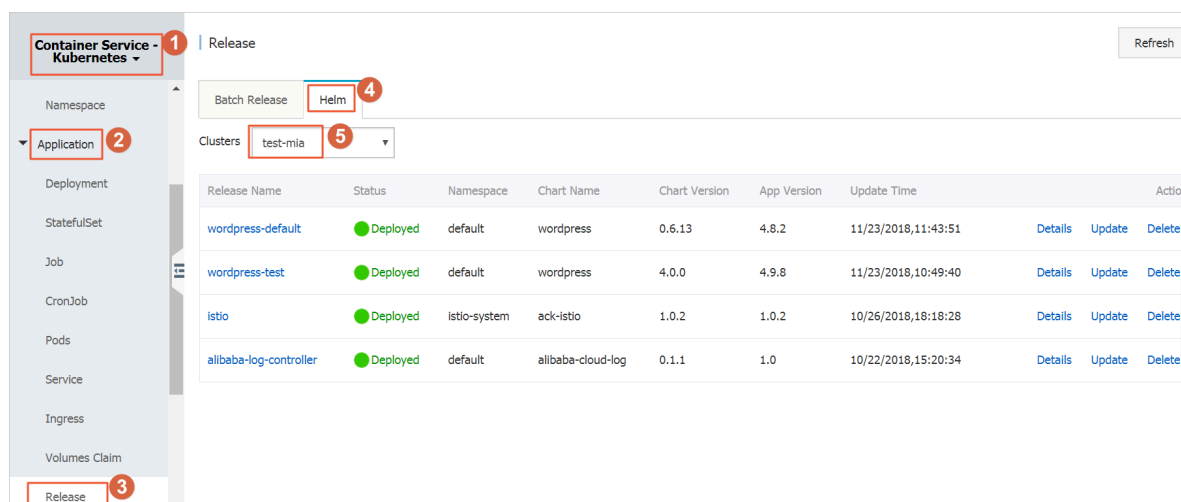 Container Service -
Kubernetes
1
Release
Refresh
Namespace
Batch Release
Helm
4
Application
2
Clusters
test-mia
5
Deployment
Release Name Status Namespace Chart Name Chart Version App Version Update Time Actio
StatefulSet
wordpress-default Deployed default wordpress 0.6.13 4.8.2 11/23/2018,11:43:51 Details Update Delete
Job
wordpress-test Deployed default wordpress 4.0.0 4.9.8 11/23/2018,10:49:40 Details Update Delete
CronJob
istio Deployed istio-system ack-istio 1.0.2 1.0.2 10/26/2018,18:18:28 Details Update Delete
Pods
alibaba-log-controller Deployed default alibaba-cloud-log 0.1.1 1.0 10/22/2018,15:20:34 Details Update Delete
Service
Ingress
Volumes Claim
Release
3